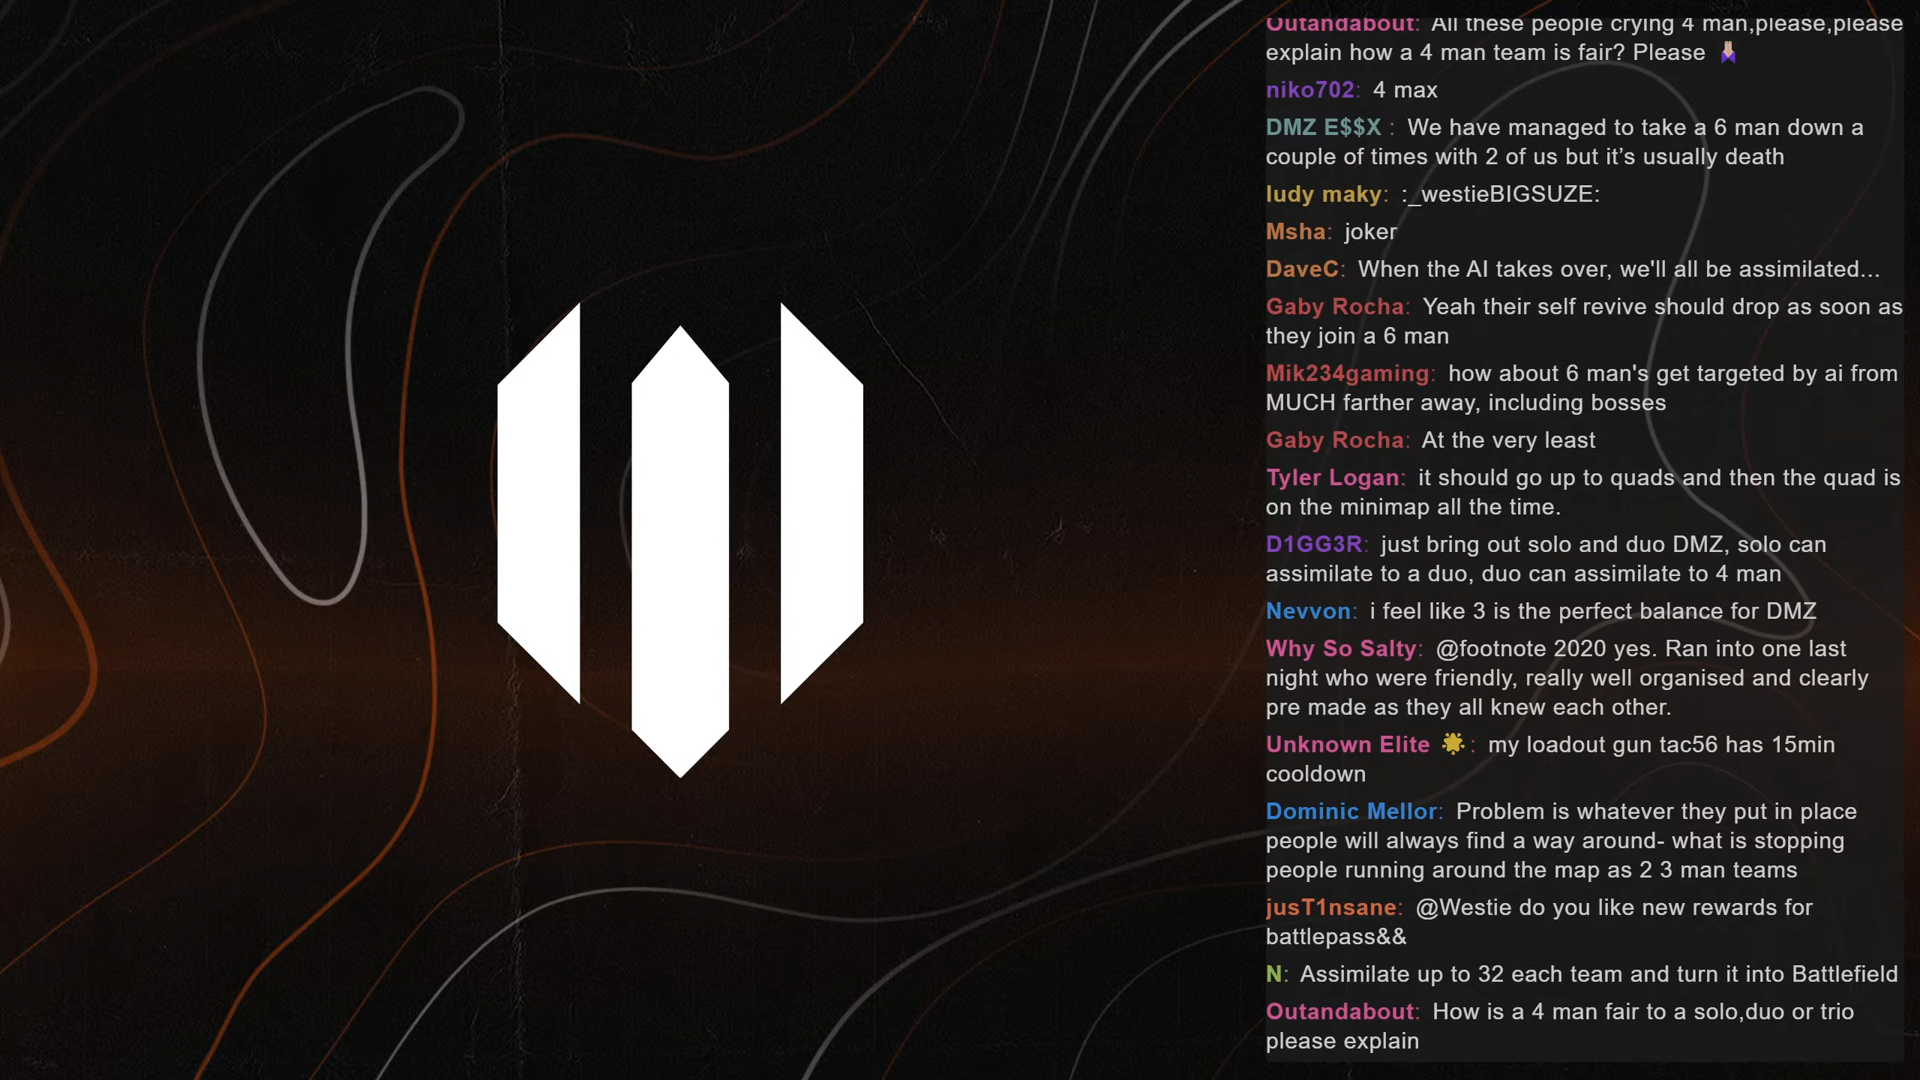 Outandabout: All these people crying 4 man,please,please
explain how a 4 man team is fair? Please
niko702: 4 max
DMZ E$$X : We have managed to take a 6 man down a
couple of times with 2 of us but it’s usually death
ludy maky: :_westieBIGSUZE:
Msha: joker
DaveC: When the AI takes over, we'll all be assimilated...
Gaby Rocha: Yeah their self revive should drop as soon as
they join a 6 man
Mik234gaming: how about 6 man's get targeted by ai from
MUCH farther away, including bosses
Gaby Rocha: At the very least
Tyler Logan: it should go up to quads and then the quad is
on the minimap all the time.
D1GG3R: just bring out solo and duo DMZ, solo can
assimilate to a duo, duo can assimilate to 4 man
Nevvon: i feel like 3 is the perfect balance for DMZ
Why So Salty: @footnote 2020 yes. Ran into one last
night who were friendly, really well organised and clearly
pre made as they all knew each other.
Unknown Elite : my loadout gun tac56 has 15min
cooldown
Dominic Mellor: Problem is whatever they put in place
people will always find a way around- what is stopping
people running around the map as 2 3 man teams
jusT1nsane: @Westie do you like new rewards for
battlepass&&
N: Assimilate up to 32 each team and turn it into Battlefield
Outandabout: How is a 4 man fair to a solo,duo or trio
please explain